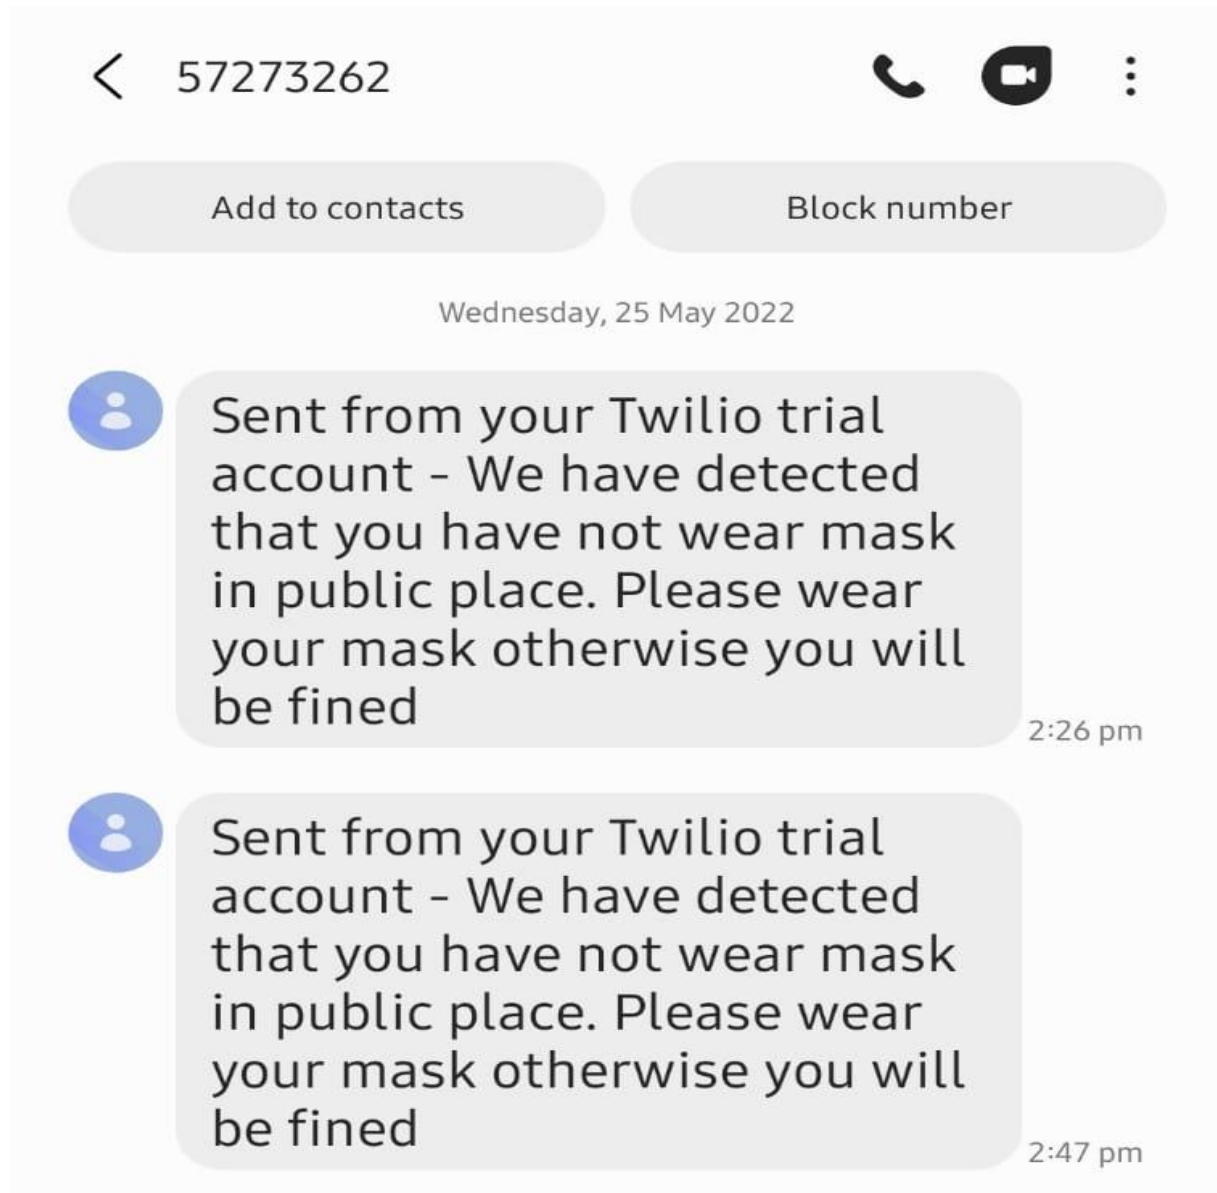 57273262
Add to contacts
Block number
Wednesday, 25 May 2022
Sent from your Twilio trial
account - We have detected
that you have not wear mask
in public place. Please wear
your mask otherwise you will
be fined
2:26 pm
Sent from your Twilio trial
account - We have detected
that you have not wear mask
in public place. Please wear
your mask otherwise you will
be fined
2:47 pm